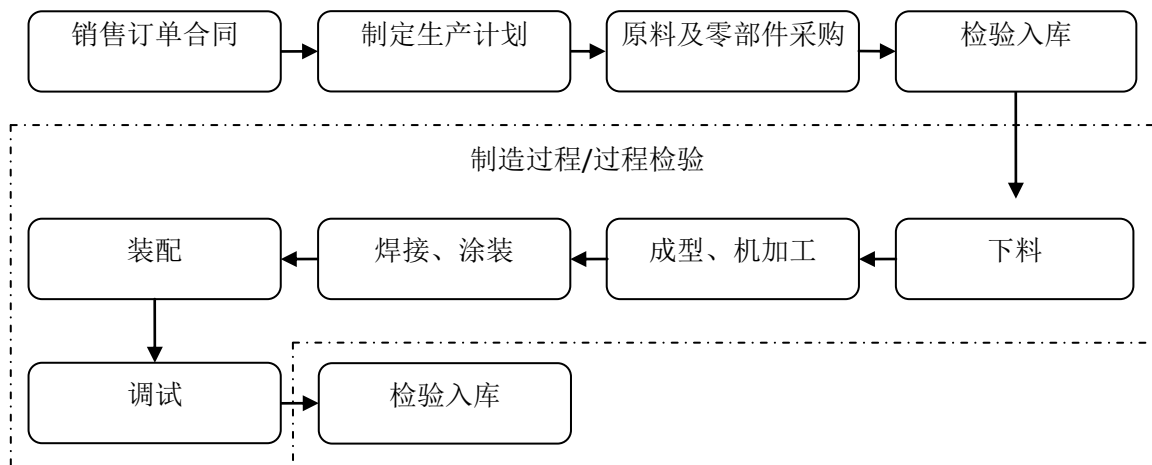 销售订单合同
制定生产计划
原料及零部件采购
检验入库
制造过程/过程检验
装配
焊接、涂装
成型、机加工
下料
调试
检验入库